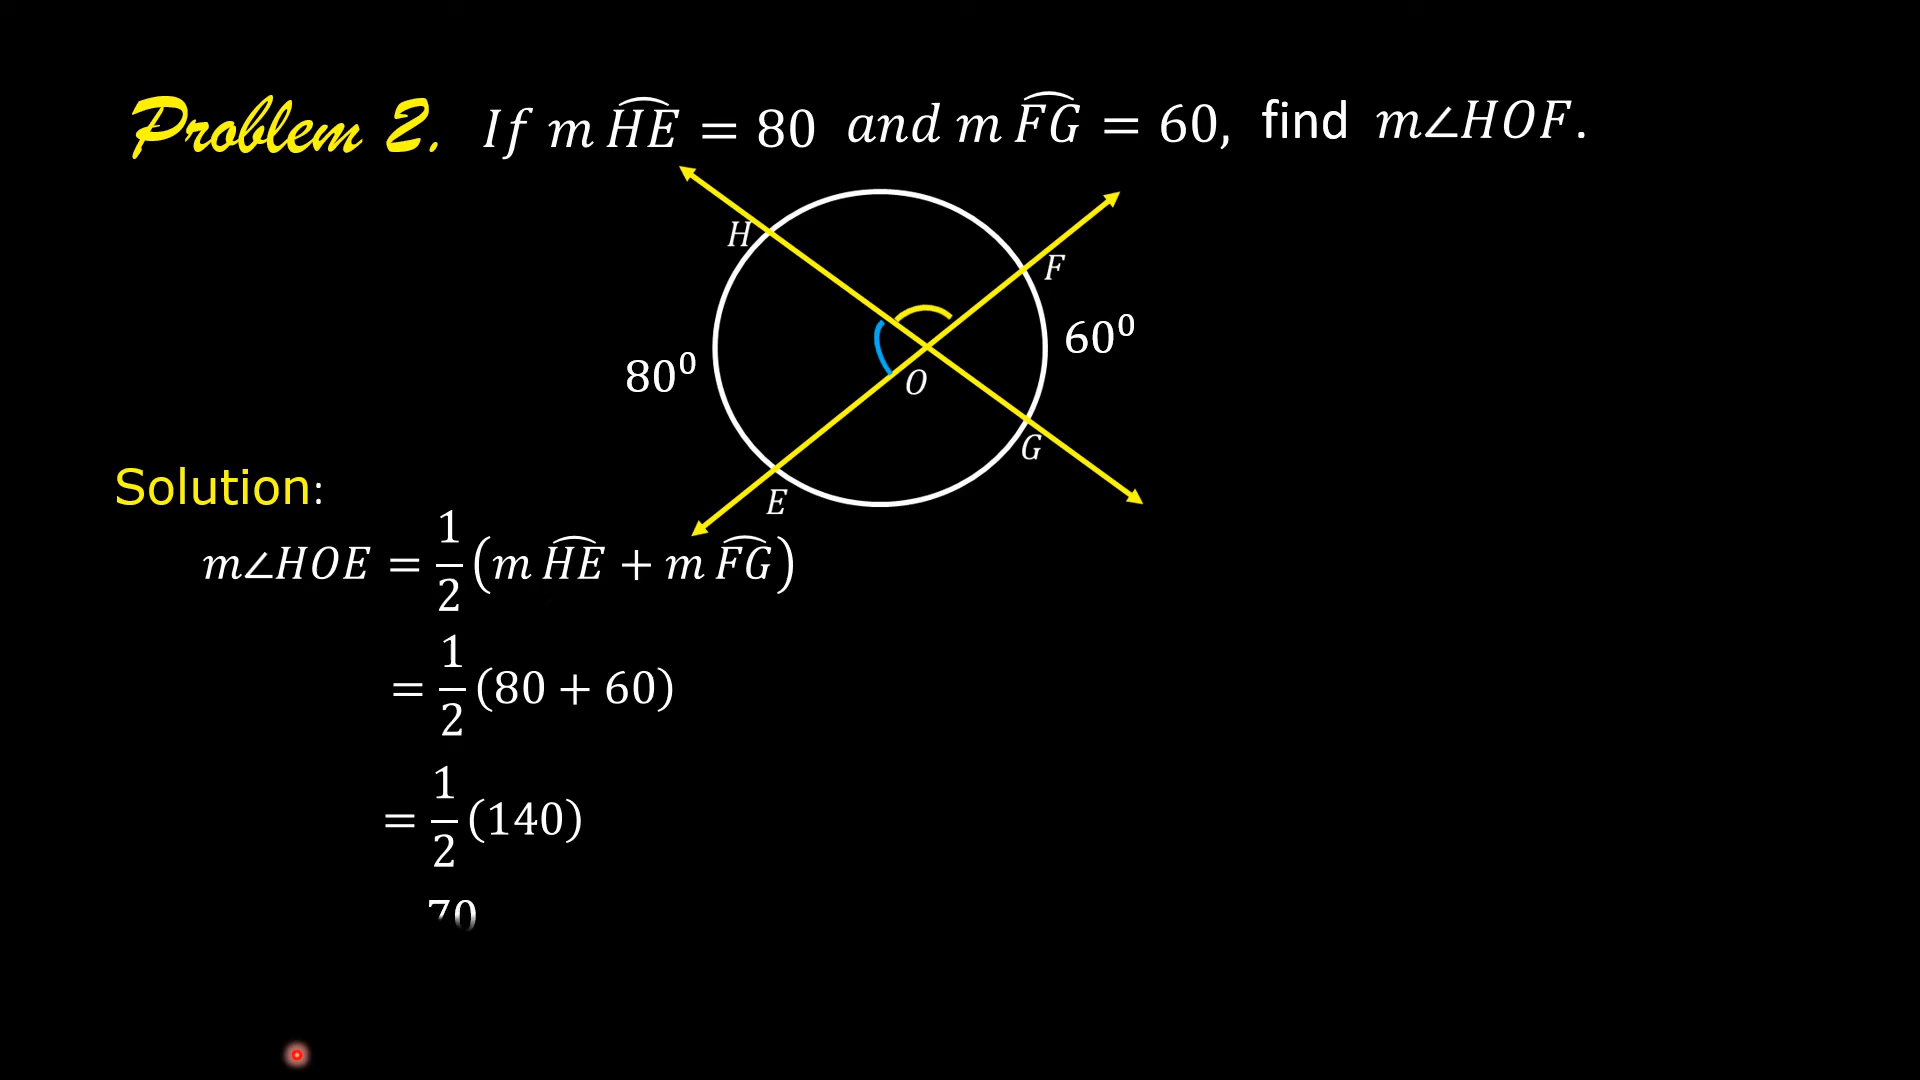 Problem 2. If m HE⏜ = 80 and m FG⏜ = 60, find m∠HOF.
H
F
60⁰
80⁰
O
G
E
Solution:
m∠HOE = 1/2 (m HE⏜ + m FG⏜)
= 1/2 (80 + 60)
= 1/2 (140)
70